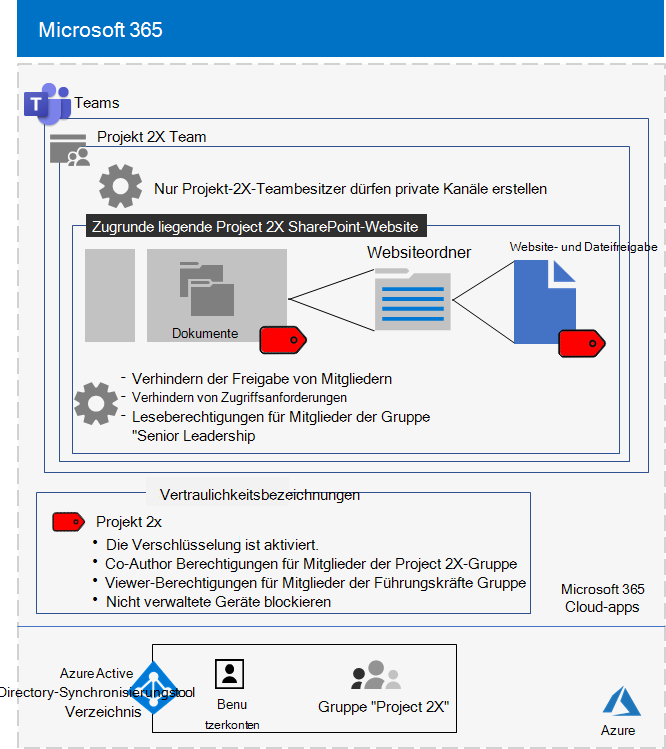 Microsoft 365
Teams
Projekt 2X Team
Nur Projekt-2X-Teambesitzer dürfen private Kanäle erstellen
Zugrunde liegende Project 2X SharePoint-Website
Websiteordner
Website- und Dateifreigabe
Dokumente
- Verhindern der Freigabe von Mitgliedern
- Verhindern von Zugriffsanforderungen
- Leseberechtigungen für Mitglieder der Gruppe
"Senior Leadership
Vertraulichkeitsbezeichnungen
Projekt 2x
• Die Verschlüsselung ist aktiviert.
• Co-Author Berechtigungen für Mitglieder der Project 2X-Gruppe
• Viewer-Berechtigungen für Mitglieder der Führungskräfte Gruppe
• Nicht verwaltete Geräte blockieren
Microsoft 365
Cloud-apps
Azure Active
Directory-Synchronisierungstool
Verzeichnis
Benu
tzerkonten
Gruppe "Project 2X"
Azure
T